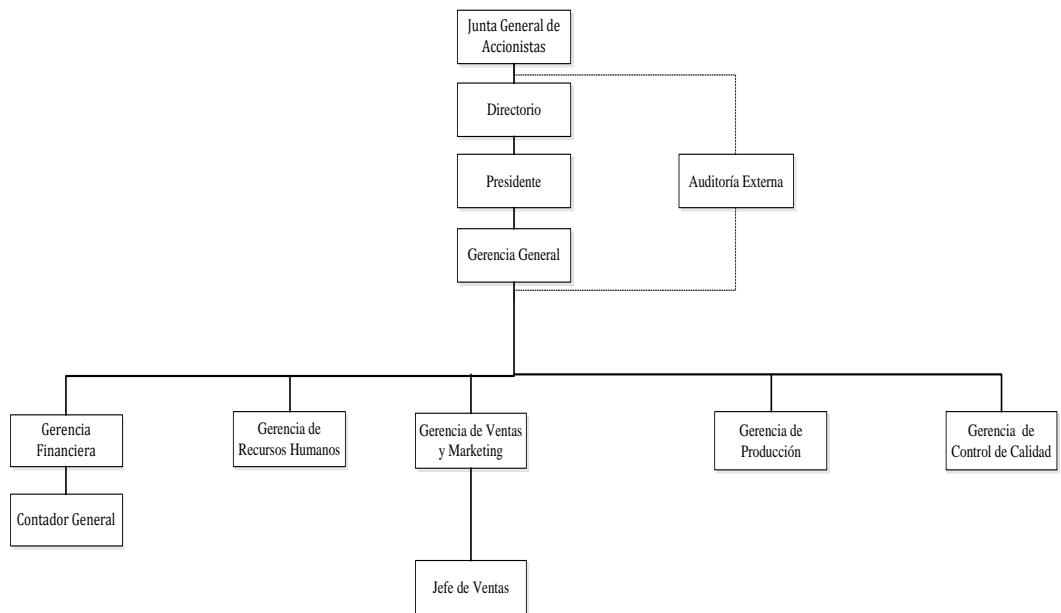 Junta General de
Accionistas
Directorio
Presidente
Auditoría Externa
Gerencia General
Gerencia
Financiera
Gerencia de
Recursos Humanos
Gerencia de Ventas
y Marketing
Gerencia de
Producción
Gerencia de
Control de Calidad
Contador General
Jefe de Ventas